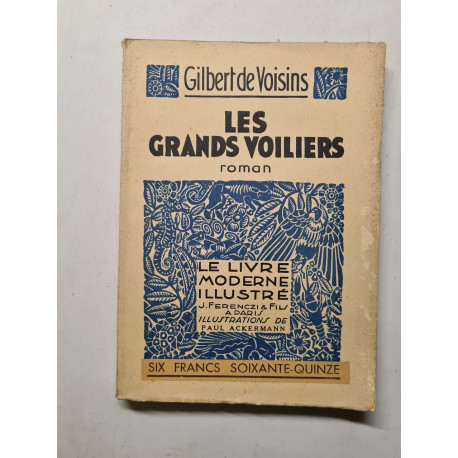 Gilbert de Voisins
LES
GRANDS VOILIERS
roman
LE LIVRE
MODERNE
ILLUSTRÉ
J. FERENCZI & FILS
A PARIS
ILLUSTRATIONS DE
PAUL ACKERMANN
SIX FRANCS SOIXANTE-QUINZE